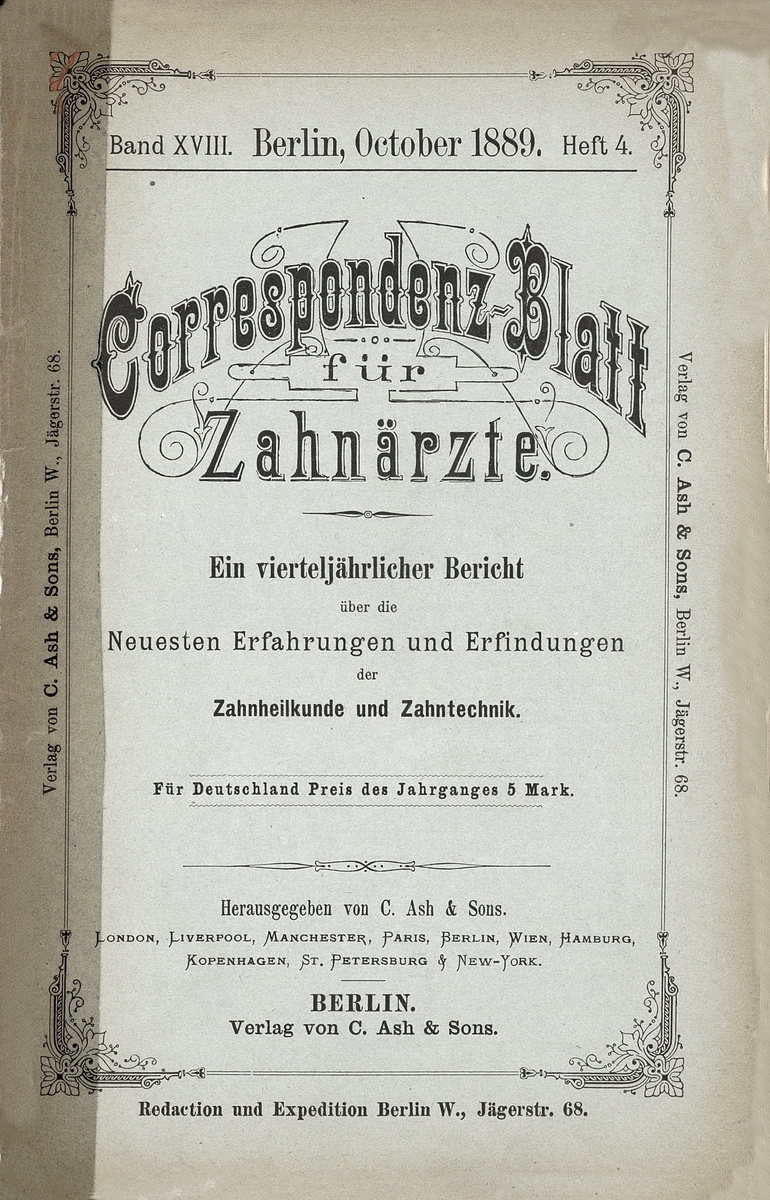 Band XVIII. Berlin, October 1889. Heft 4.
Correspondenz-Blatt
für
Zahnärzte.
Ein vierteljährlicher Bericht
über die
Neuesten Erfahrungen und Erfindungen
der
Zahnheilkunde und Zahntechnik.
Für Deutschland Preis des Jahrganges 5 Mark.
Herausgegeben von C. Ash & Sons.
London, Liverpool, Manchester, Paris, Berlin, Wien, Hamburg,
Kopenhagen, St. Petersburg & New-York.
BERLIN.
Verlag von C. Ash & Sons.
Redaction und Expedition Berlin W., Jägerstr. 68.
Verlag von C. Ash & Sons, Berlin W., Jägerstr. 68.
Verlag von C. Ash & Sons, Berlin W., Jägerstr. 68.